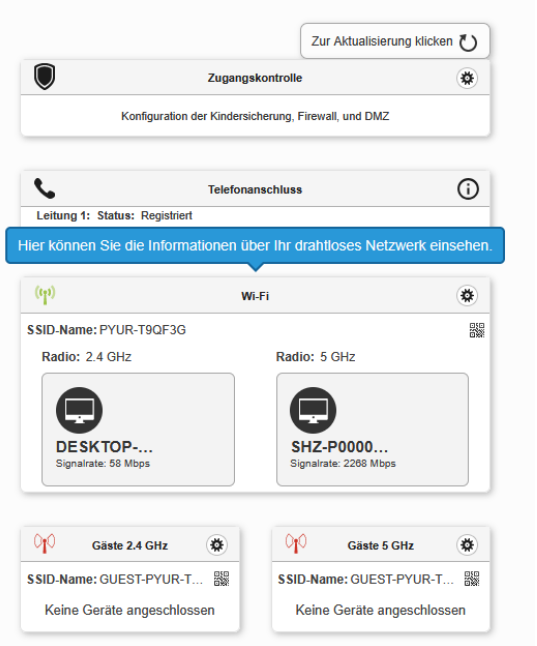 Zur Aktualisierung klicken
Zugangskontrolle
Konfiguration der Kindersicherung, Firewall, und DMZ
Telefonanschluss
Leitung 1: Status: Registriert
Hier können Sie die Informationen über Ihr drahtloses Netzwerk einsehen.
Wi-Fi
SSID-Name: PYUR-T9QF3G
Radio: 2.4 GHz
Radio: 5 GHz
DESKTOP-...
Signalrate: 58 Mbps
SHZ-P0000...
Signalrate: 2268 Mbps
Gäste 2.4 GHz
SSID-Name: GUEST-PYUR-T...
Keine Geräte angeschlossen
Gäste 5 GHz
SSID-Name: GUEST-PYUR-T...
Keine Geräte angeschlossen